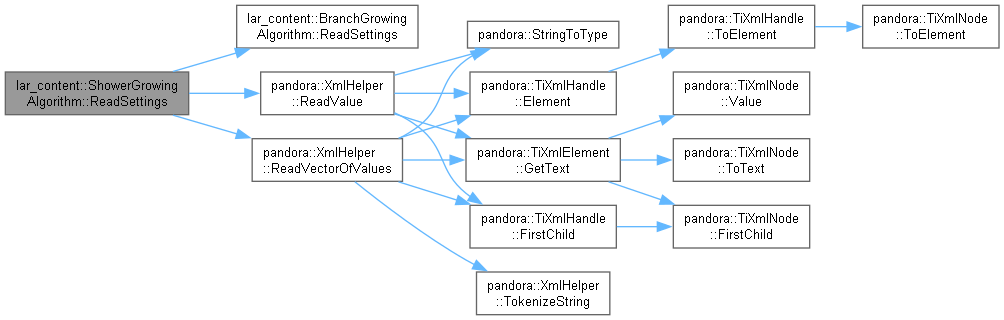 lar_content::ShowerGrowing
Algorithm::ReadSettings
lar_content::BranchGrowing
Algorithm::ReadSettings
pandora::XmlHelper
::ReadValue
pandora::XmlHelper
::ReadVectorOfValues
pandora::StringToType
pandora::TiXmlHandle
::Element
pandora::TiXmlElement
::GetText
pandora::TiXmlHandle
::FirstChild
pandora::XmlHelper
::TokenizeString
pandora::TiXmlHandle
::ToElement
pandora::TiXmlNode
::Value
pandora::TiXmlNode
::ToText
pandora::TiXmlNode
::FirstChild
pandora::TiXmlNode
::ToElement